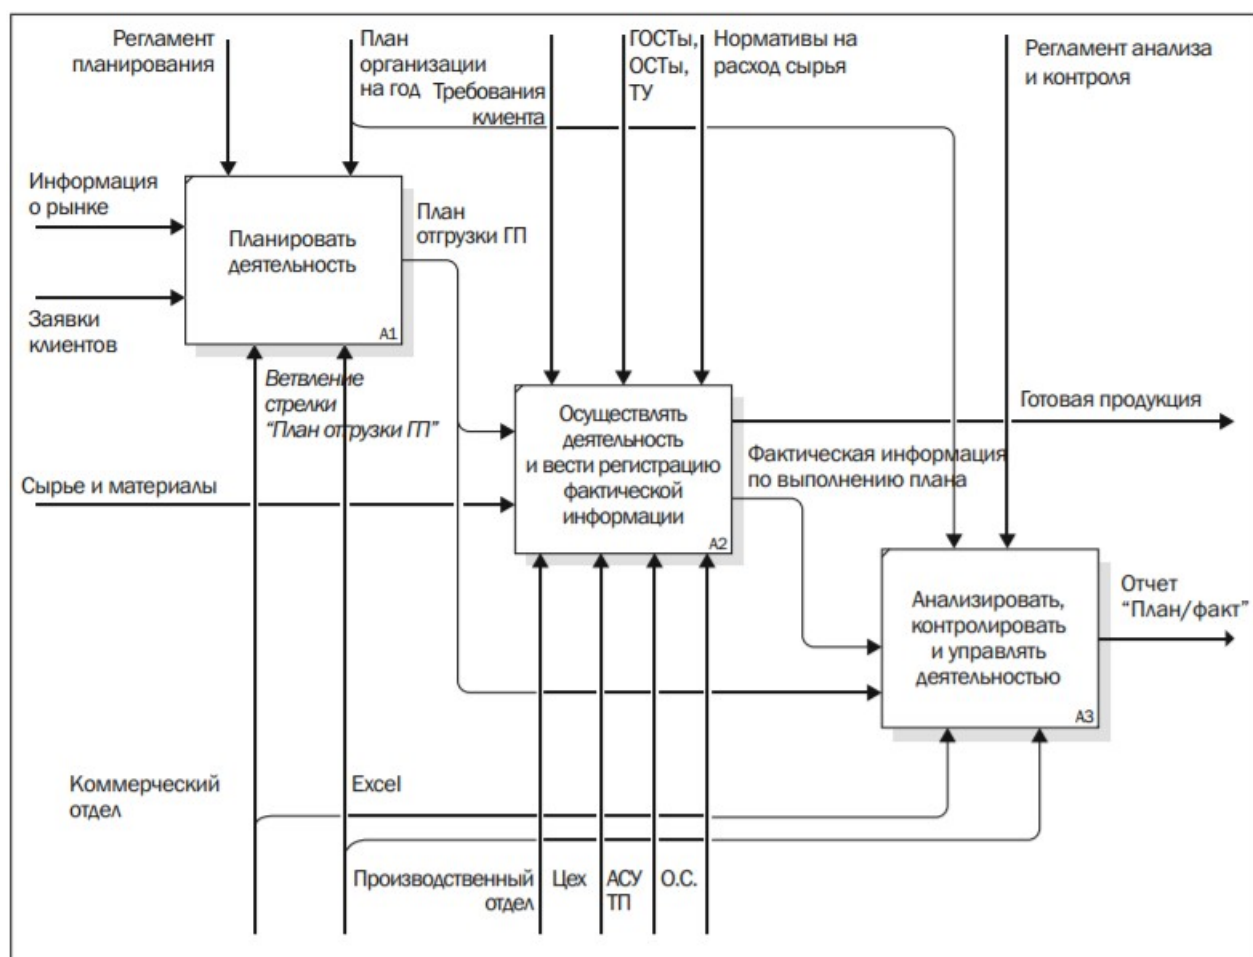 Регламент
планирования
План
организации
на год
Требования
клиента
ГОСТы,
ОСТы,
ТУ
Нормативы на
расход сырья
Регламент анализа
и контроля
Информация
о рынке
Планировать
деятельность
A1
План
отгрузки ГП
Заявки
клиентов
Ветвление
стрелки
“План отгрузки ГП”
Осуществлять
деятельность
и вести регистрацию
фактической
информации
A2
Готовая продукция
Фактическая информация
по выполнению плана
Сырье и материалы
Анализировать,
контролировать
и управлять
деятельностью
A3
Отчет
“План/факт”
Коммерческий
отдел
Excel
Производственный
отдел
Цех
АСУ
ТП
О.С.